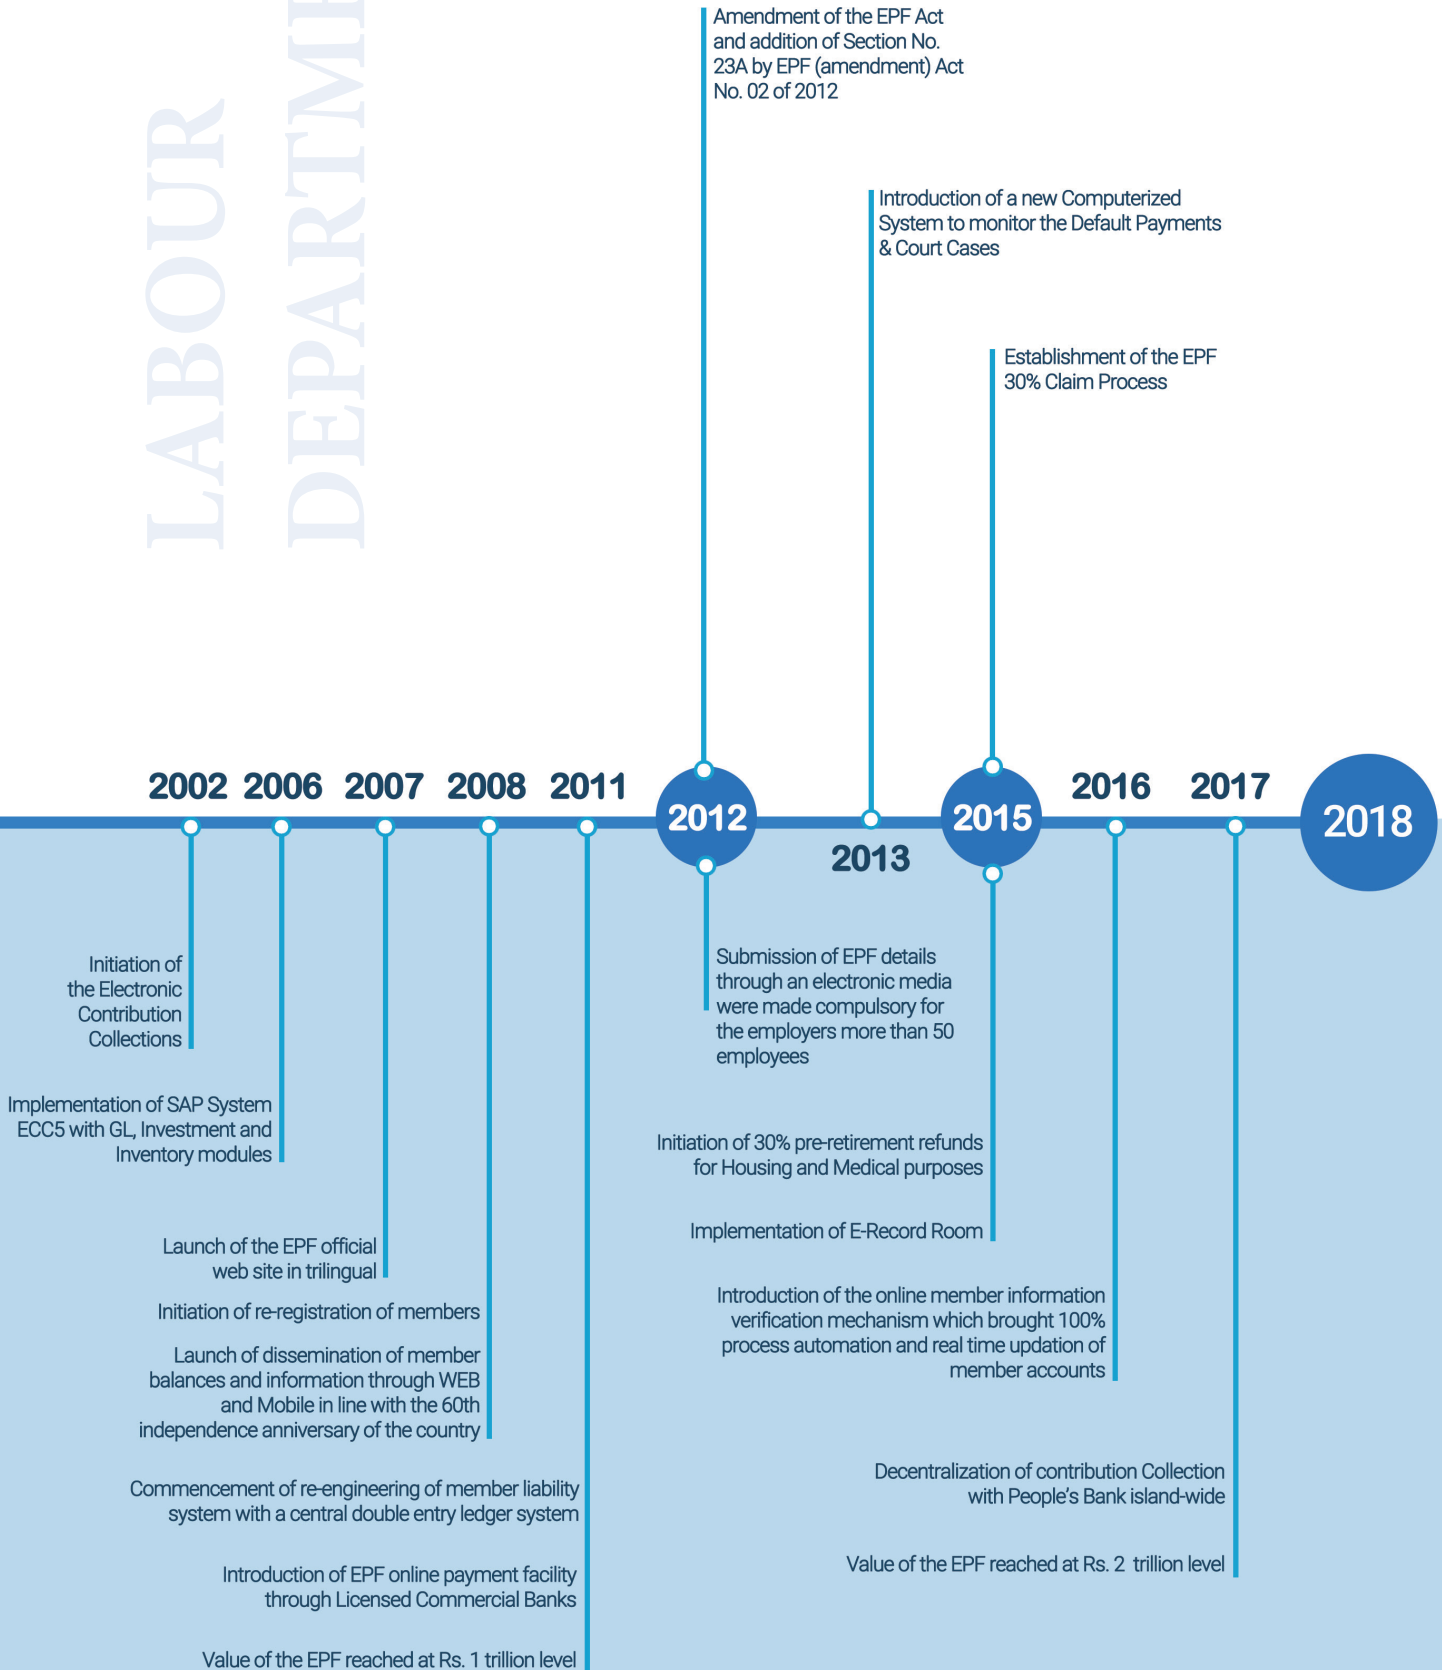 LABOUR
Amendment of the EPF Act
and addition of Section No.
23A by EPF (amendment) Act
No. 02 of 2012
Introduction of a new Computerized
System to monitor the Default Payments
& Court Cases
Establishment of the EPF
30% Claim Process
2002 2006 2007 2008 2011
2012
2013
2015
2016 2017
2018
Initiation of
the Electronic
Contribution
Collections
Implementation of SAP System
ECC5 with GL, Investment and
Inventory modules
Launch of the EPF official
web site in trilingual
Initiation of re-registration of members
Launch of dissemination of member
balances and information through WEB
and Mobile in line with the 60th
independence anniversary of the country
Commencement of re-engineering of member liability
system with a central double entry ledger system
Introduction of EPF online payment facility
through Licensed Commercial Banks
Value of the EPF reached at Rs. 1 trillion level
Submission of EPF details
through an electronic media
were made compulsory for
the employers more than 50
employees
Initiation of 30% pre-retirement refunds
for Housing and Medical purposes
Implementation of E-Record Room
Introduction of the online member information
verification mechanism which brought 100%
process automation and real time updation of
member accounts
Decentralization of contribution Collection
with People's Bank island-wide
Value of the EPF reached at Rs. 2  trillion level